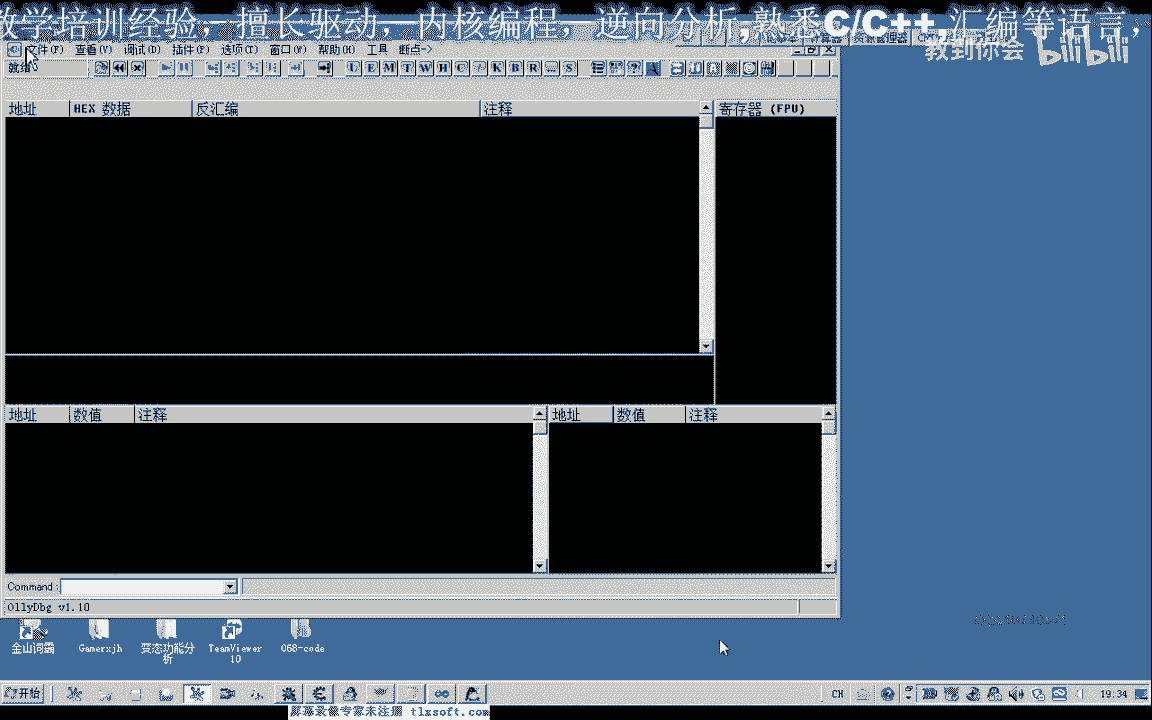 教学培训经验，擅长驱动，内核编程，逆向分析,熟悉C/C++,汇编等语言，
教到你会 bilibili
文件(F) 查看(V) 调试(D) 插件(P) 选项(T) 窗口(W) 帮助(H) 工具 断点->
就绪 L E M T W H C / K B R ... S
地址 HEX 数据 反汇编 注释 寄存器 (FPU)
地址 数值 注释 地址 数值 注释
Command:
OllyDbg v1.10
金山词霸 Gamerxjh 变态功能分析 TeamViewer 10 068-code
开始 CH 19:34
屏幕录像专家未注册 tlxsoft.com